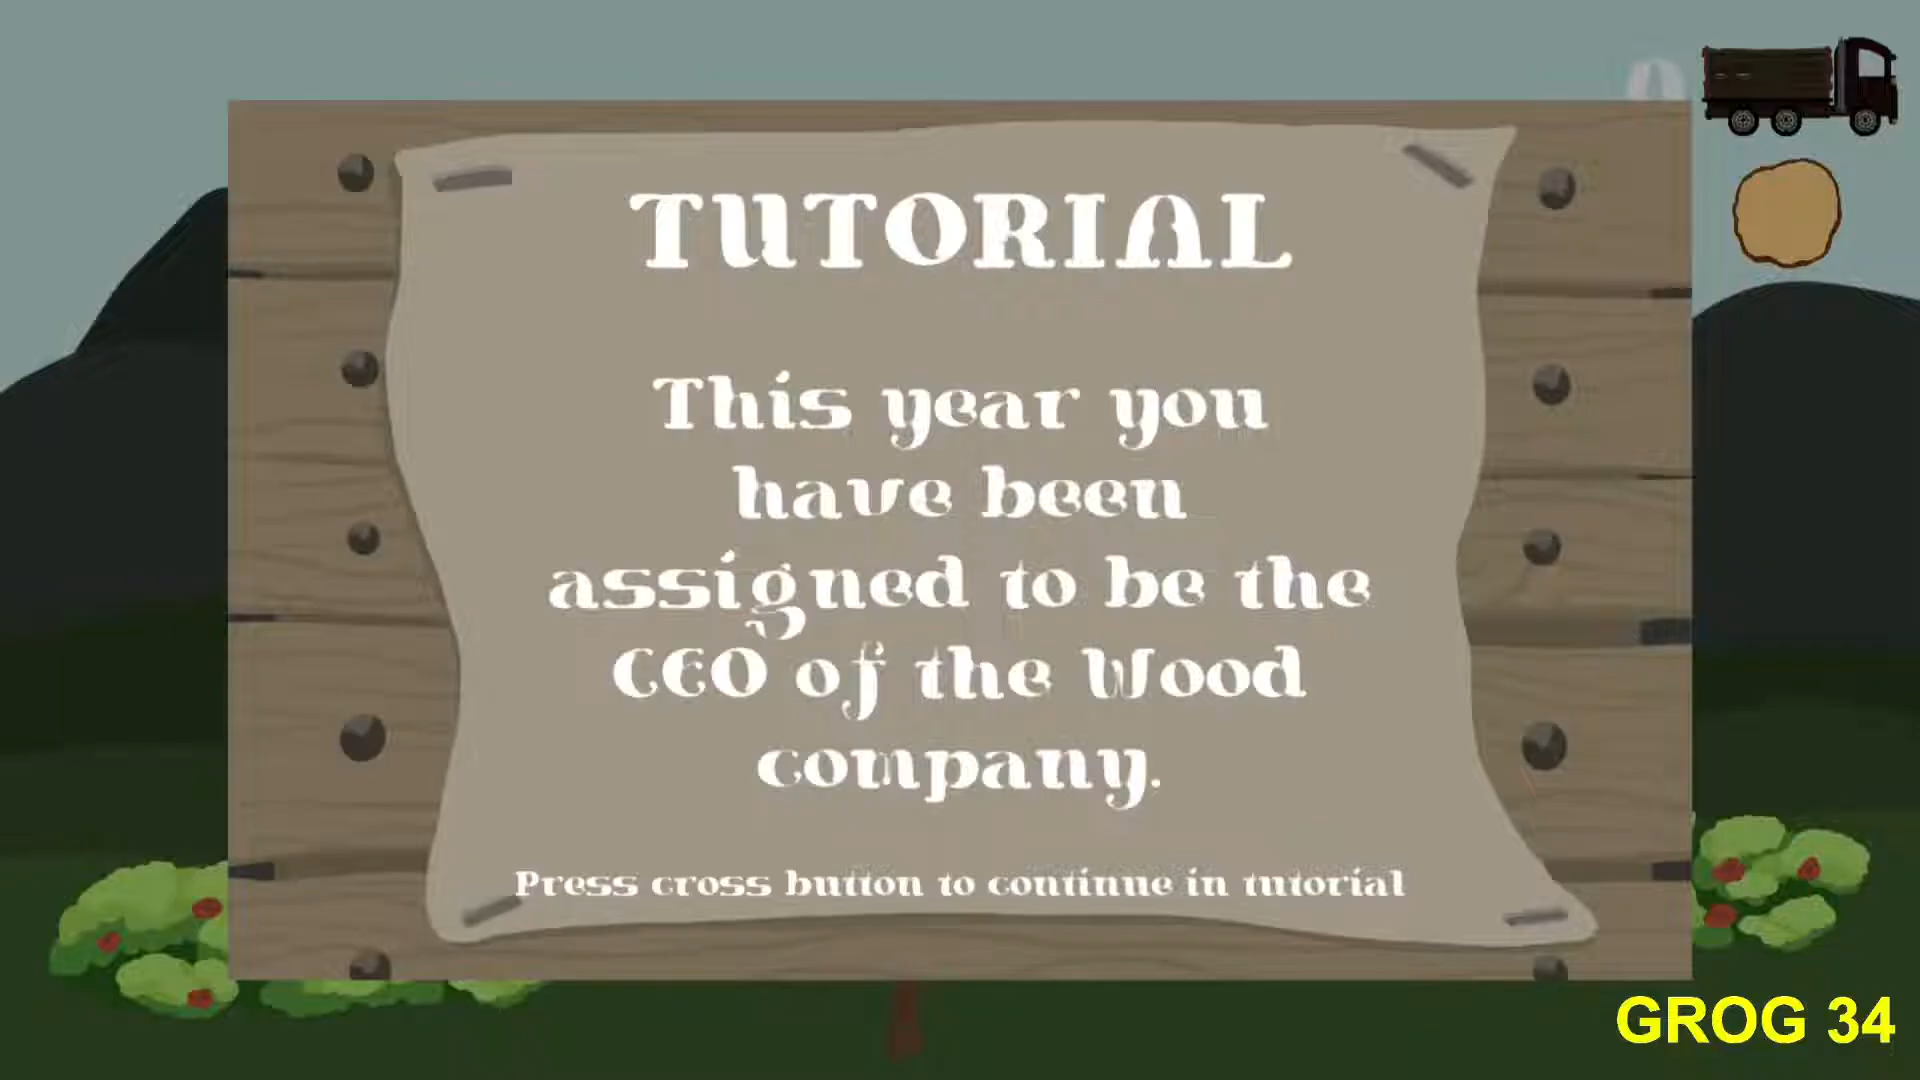 TUTORIAL
This year you
have been
assigned to be the
CEO of the Wood
company.
Press cross button to continue in tutorial
GROG 34